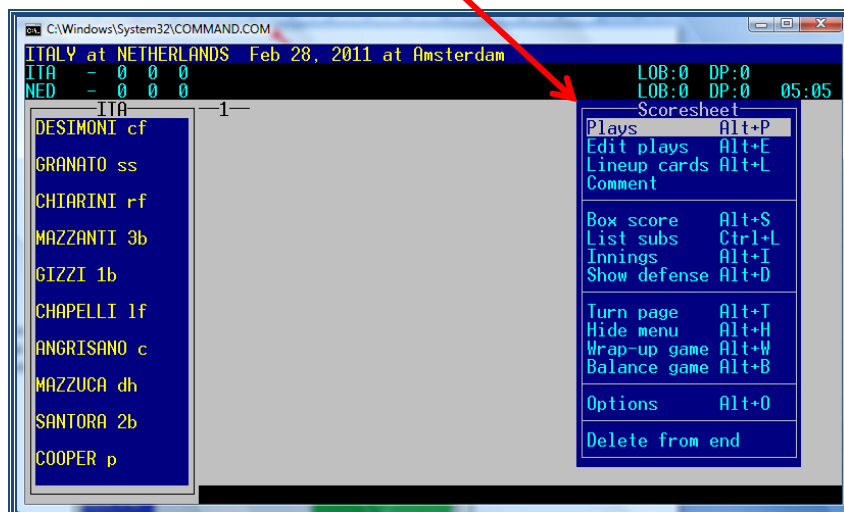 C:\Windows\System32\COMMAND.COM
ITALY at NETHERLANDS Feb 28, 2011 at Amsterdam
ITA - 0 0 0 LOB:0 DP:0
NED - 0 0 0 LOB:0 DP:0 05:05
ITA
1
DESIMONI cf
GRANATO ss
CHIARINI rf
MAZZANTI 3b
GIZZI 1b
CHAPELLI lf
ANGRISANO c
MAZZUCA dh
SANTORA 2b
COOPER p
Scoresheet
Plays Alt+P
Edit plays Alt+E
Lineup cards Alt+L
Comment
Box score Alt+S
List subs Ctrl+L
Innings Alt+I
Show defense Alt+D
Turn page Alt+T
Hide menu Alt+H
Wrap-up game Alt+W
Balance game Alt+B
Options Alt+O
Delete from end